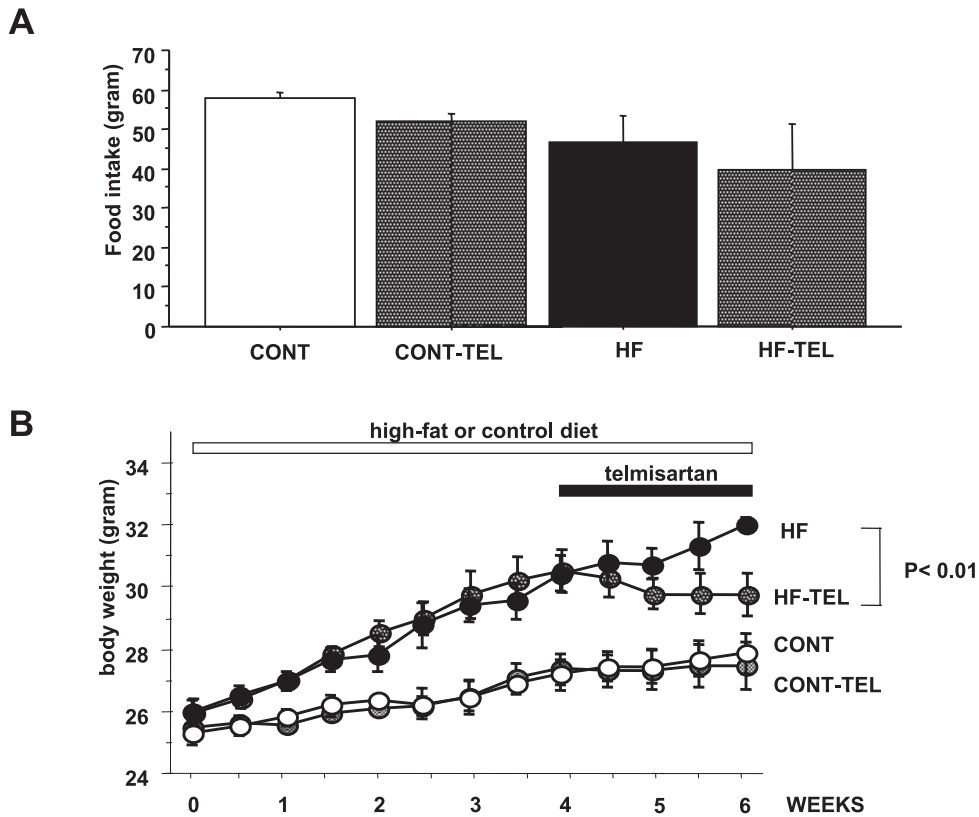 A
Food intake (gram)
70
60
50
40
30
20
10
0
CONT
CONT-TEL
HF
HF-TEL
B
high-fat or control diet
telmisartan
body weight (gram)
34
32
30
28
26
24
HF
HF-TEL
P< 0.01
CONT
CONT-TEL
0 1 2 3 4 5 6 WEEKS